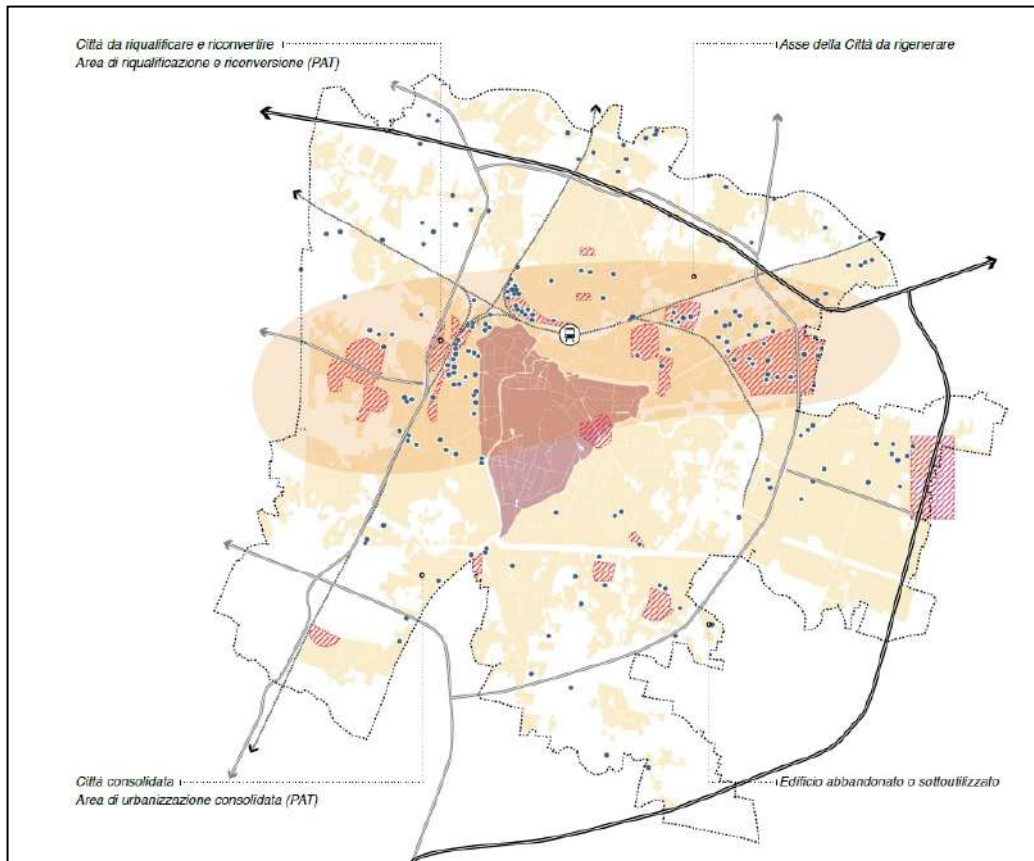 Città da riqualificare e riconvertire
Area di riqualificazione e riconversione (PAT)
Asse della Città da rigenerare
Città consolidata
Area di urbanizzazione consolidata (PAT)
Edificio abbandonato o sottoutilizzato